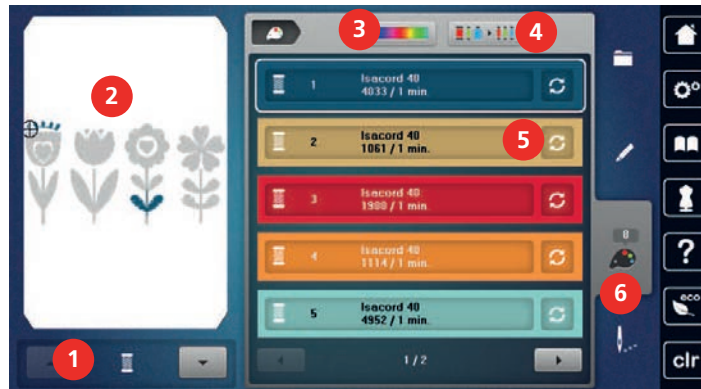 3
4
2
1
Isacord 40
4033 / 1 min.
2
Isacord 40
1061 / 1 min.
5
3
Isacord 40
1980 / 1 min.
8
4
Isacord 40
1114 / 1 min.
?
6
5
Isacord 40
4952 / 1 min.
eco
1
1/2
clr